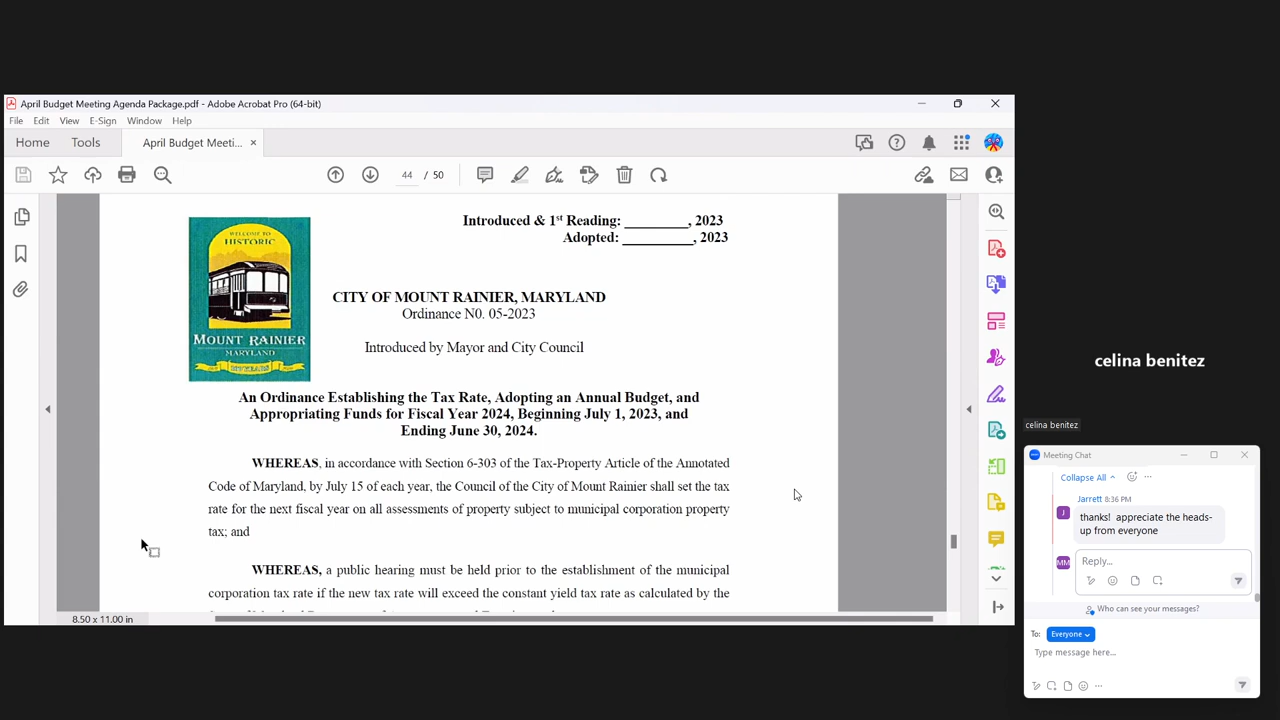 April Budget Meeting Agenda Package.pdf - Adobe Acrobat Pro (64-bit)
File Edit View E-Sign Window Help
Home Tools April Budget Meeti... ×
44 / 50
Introduced & 1st Reading: _________, 2023
Adopted: __________, 2023
WELCOME TO
HISTORIC
MOUNT RAINIER
MARYLAND
YEARS
CITY OF MOUNT RAINIER, MARYLAND
Ordinance N0. 05-2023
Introduced by Mayor and City Council
An Ordinance Establishing the Tax Rate, Adopting an Annual Budget, and
Appropriating Funds for Fiscal Year 2024, Beginning July 1, 2023, and
Ending June 30, 2024.
WHEREAS, in accordance with Section 6-303 of the Tax-Property Article of the Annotated
Code of Maryland, by July 15 of each year, the Council of the City of Mount Rainier shall set the tax
rate for the next fiscal year on all assessments of property subject to municipal corporation property
tax; and
WHEREAS, a public hearing must be held prior to the establishment of the municipal
corporation tax rate if the new tax rate will exceed the constant yield tax rate as calculated by the
8.50 x 11.00 in
celina benitez
celina benitez
Meeting Chat
Collapse All
Jarrett 8:36 PM
J
thanks! appreciate the heads-
up from everyone
MM
Reply...
Who can see your messages?
To: Everyone
Type message here...